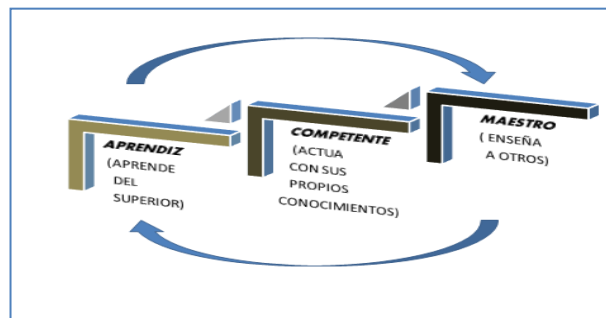 APRENDIZ
(APRENDE
DEL
SUPERIOR)
COMPETENTE
(ACTUA
CON SUS
PROPIOS
CONOCIMIENTOS)
MAESTRO
( ENSEÑA
A OTROS)